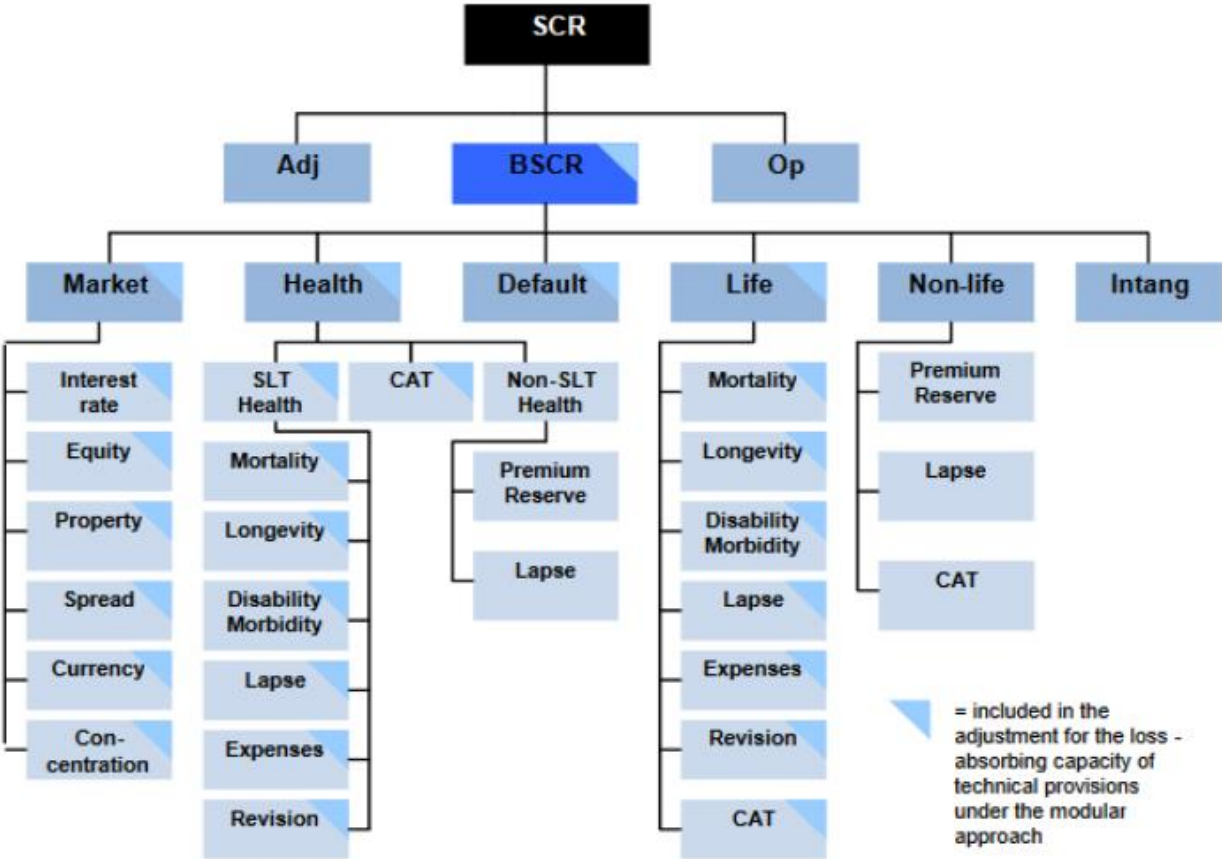 SCR
Adj
BSCR
Op
Market
Health
Default
Life
Non-life
Intang
Interest
rate
Equity
Property
Spread
Currency
Con-
centration
SLT
Health
CAT
Non-SLT
Health
Mortality
Longevity
Disability
Morbidity
Lapse
Expenses
Revision
Premium
Reserve
Lapse
Mortality
Longevity
Disability
Morbidity
Lapse
Expenses
Revision
CAT
Premium
Reserve
Lapse
CAT
= included in the
adjustment for the loss -
absorbing capacity of
technical provisions
under the modular
approach